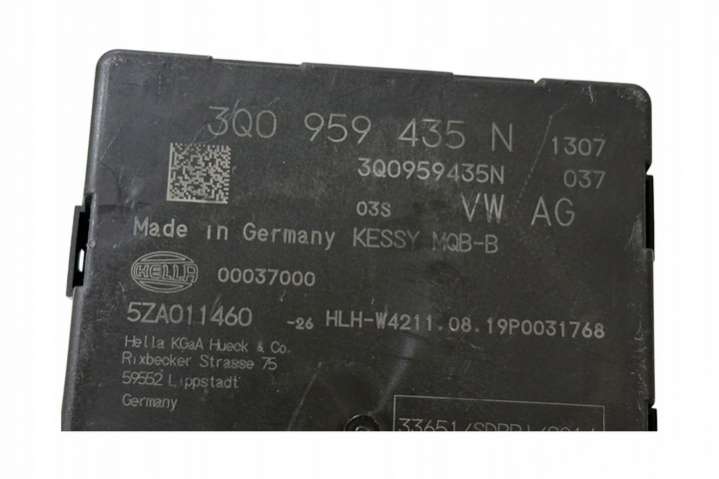 3Q0 959 435 N 1307
3Q0959435N 037
03S VW AG
Made in Germany KESSY MQB-B
HELLA 00037000
5ZA011460 -26 HLH-W4211.08.19P0031768
Hella KGaA Hueck & Co.
Rixbecker Strasse 75
59552 Lippstadt
Germany